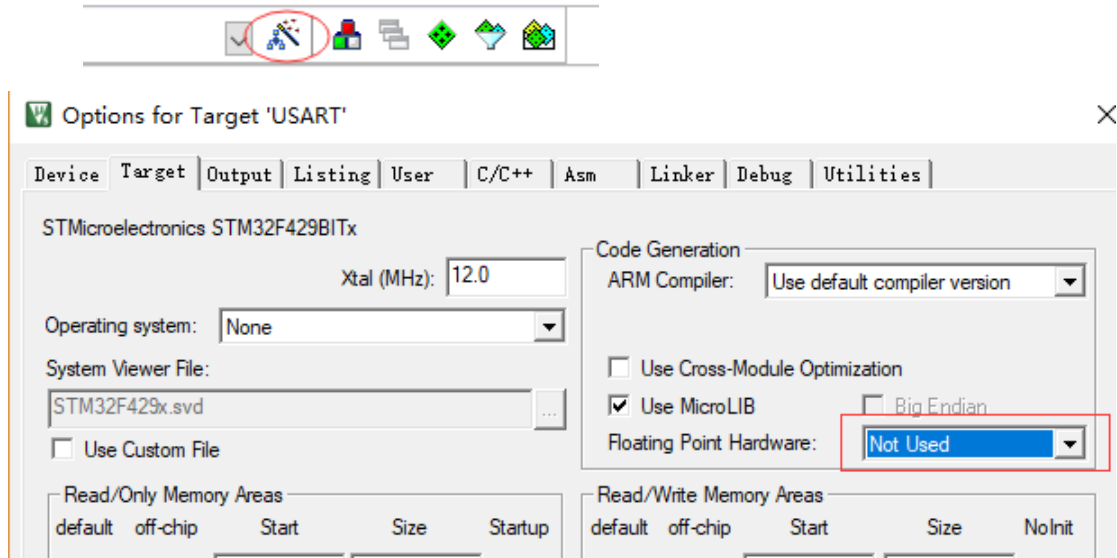 Options for Target 'USART'
Device Target Output Listing User C/C++ Asm Linker Debug Utilities
STMicroelectronics STM32F429BITx
Xtal (MHz): 12.0
Operating system: None
System Viewer File:
STM32F429x.svd ...
Use Custom File
Code Generation
ARM Compiler: Use default compiler version
Use Cross-Module Optimization
Use MicroLIB Big Endian
Floating Point Hardware: Not Used
Read/Only Memory Areas
default off-chip Start Size Startup
Read/Write Memory Areas
default off-chip Start Size NoInit